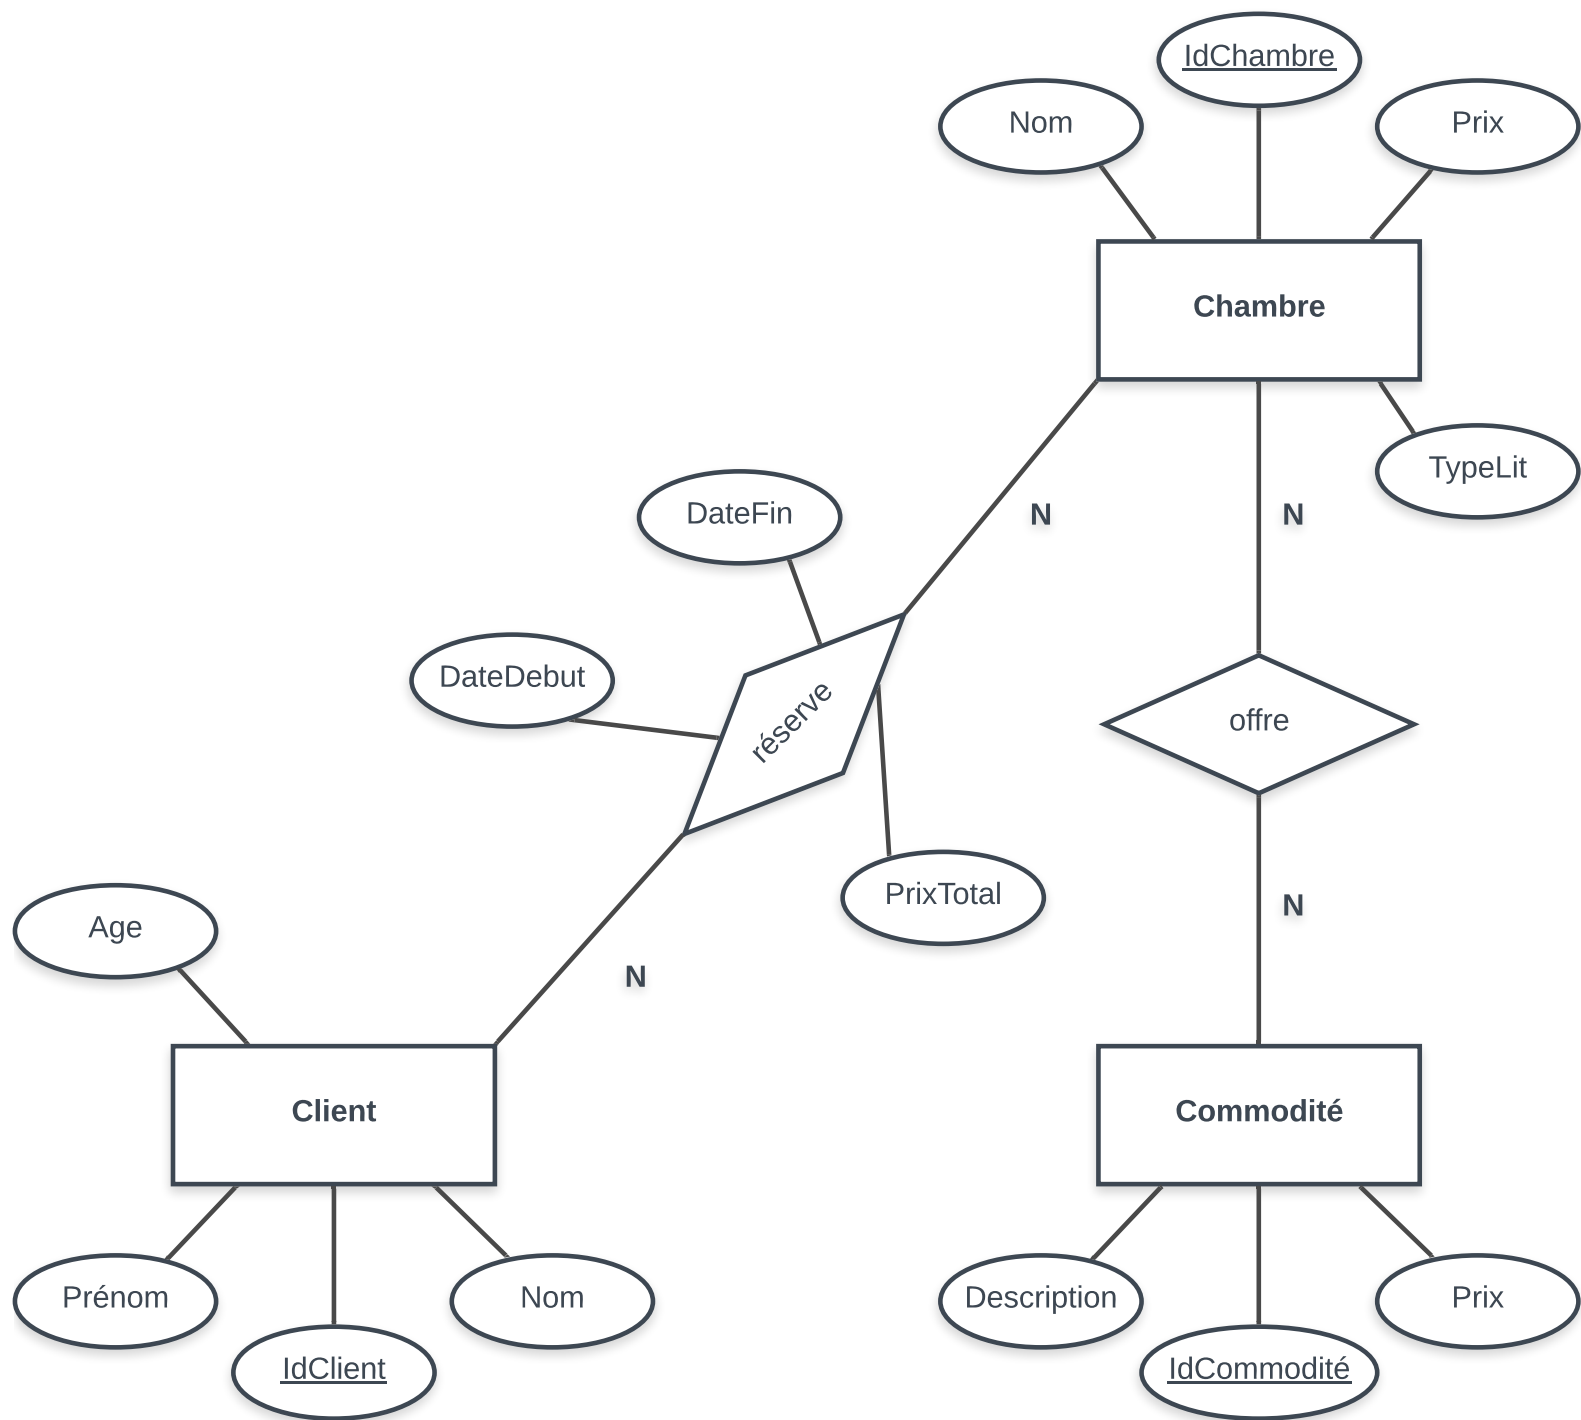 IdChambre
Nom
Prix
Chambre
TypeLit
DateFin
N
N
DateDebut
réserve
offre
PrixTotal
N
Age
N
Client
Commodité
Prénom
Nom
Description
Prix
IdClient
IdCommodité